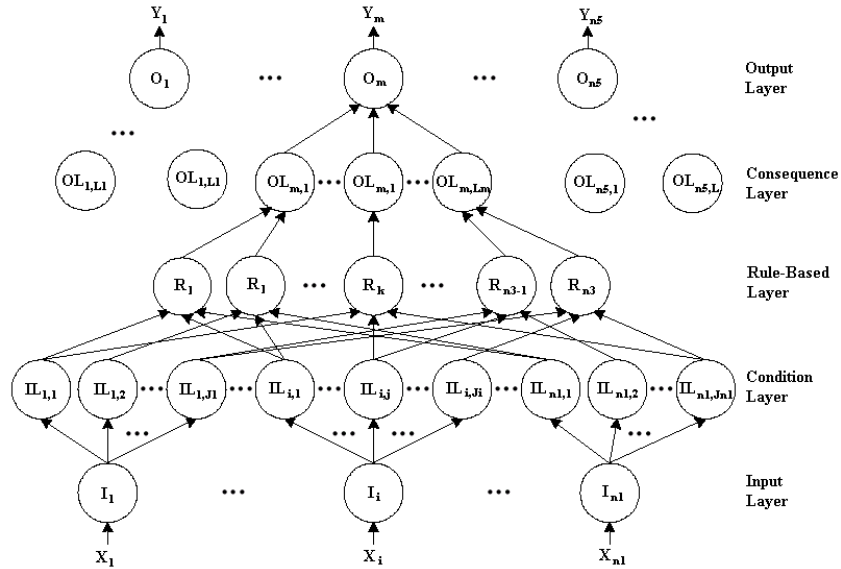 Y1 Ym Yn5
O1 ••• Om ••• On5 Output Layer
••• •••
OL1,L1 OL1,L1 OLm,1 ••• OLm,1 ••• OLm,Lm OLn5,1 OLn5,L Consequence Layer
R1 R1 ••• Rk ••• Rn3-1 Rn3 Rule-Based Layer
IL1,1 IL1,2 ••• IL1,J1 ••• ILi,1 ••• ILi,j ••• ILi,Ji ••• ILn1,1 ILn1,2 ••• ILn1,Jn1 Condition Layer
••• ••• ••• •••
I1 ••• Ii ••• In1 Input Layer
X1 Xi Xn1